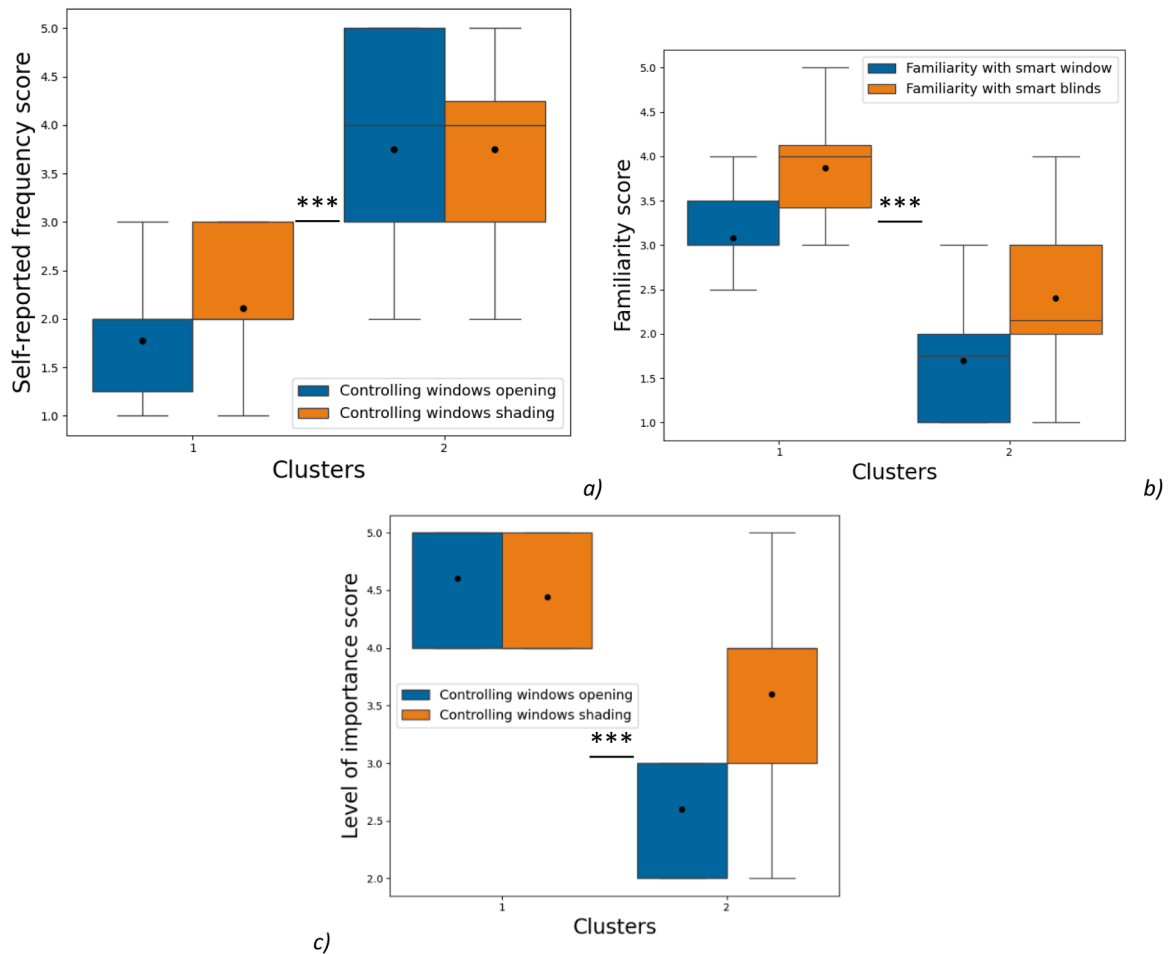 Self-reported frequency score
5.0
4.5
4.0
3.5
3.0
2.5
2.0
1.5
1.0
***
Controlling windows opening
Controlling windows shading
1
2
Clusters
a)
Familiarity score
5.0
4.5
4.0
3.5
3.0
2.5
2.0
1.5
1.0
Familiarity with smart window
Familiarity with smart blinds
***
1
2
Clusters
b)
Level of importance score
5.0
4.5
4.0
3.5
3.0
2.5
2.0
Controlling windows opening
Controlling windows shading
***
1
2
Clusters
c)